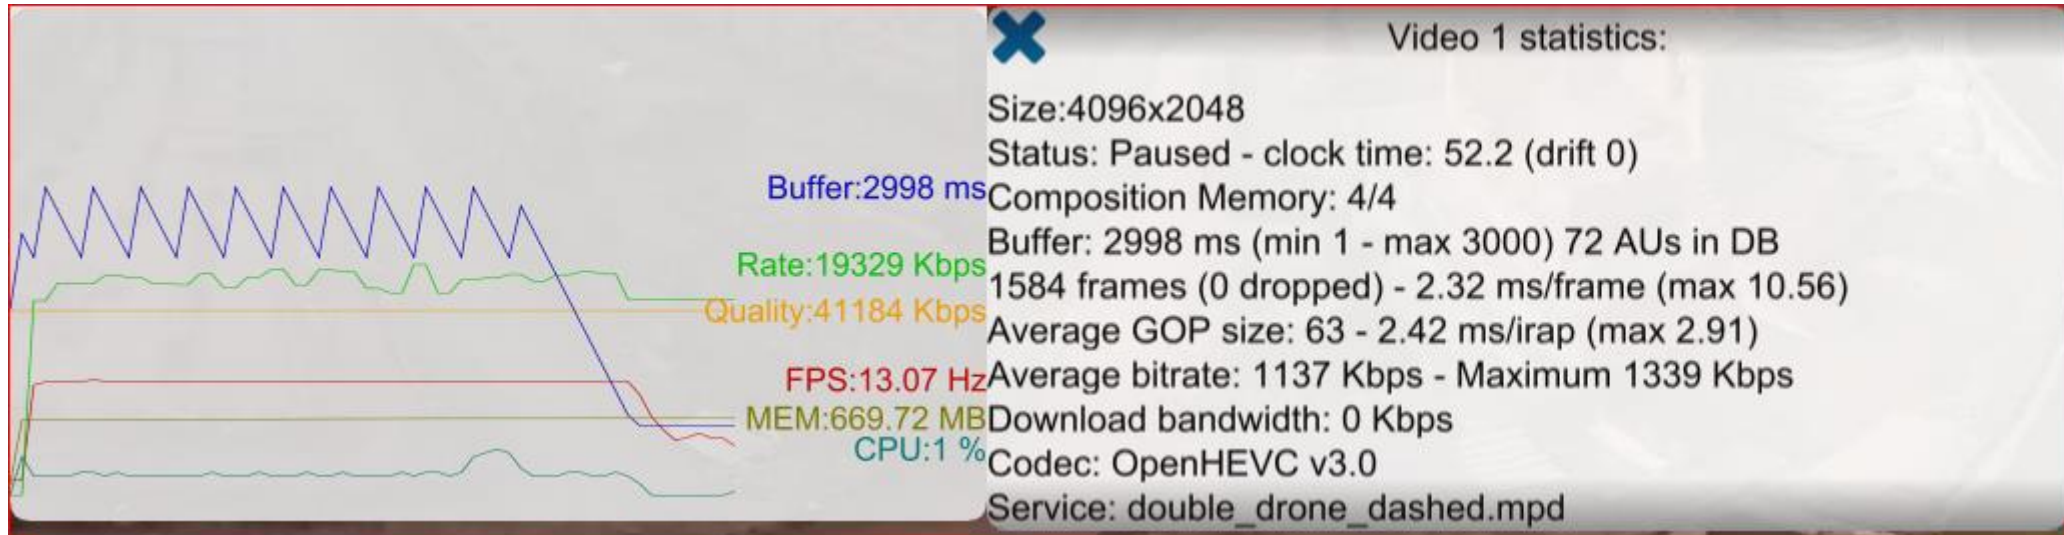 Buffer:2998 ms
Rate:19329 Kbps
Quality:41184 Kbps
FPS:13.07 Hz
MEM:669.72 MB
CPU:1 %
Video 1 statistics:
Size:4096x2048
Status: Paused - clock time: 52.2 (drift 0)
Composition Memory: 4/4
Buffer: 2998 ms (min 1 - max 3000) 72 AUs in DB
1584 frames (0 dropped) - 2.32 ms/frame (max 10.56)
Average GOP size: 63 - 2.42 ms/irap (max 2.91)
Average bitrate: 1137 Kbps - Maximum 1339 Kbps
Download bandwidth: 0 Kbps
Codec: OpenHEVC v3.0
Service: double_drone_dashed.mpd